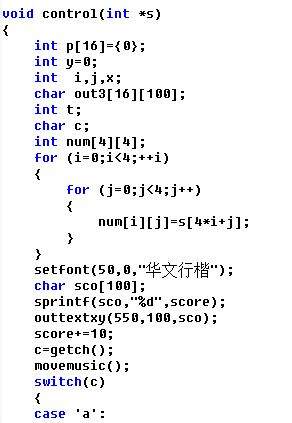 void control(int *s)
{
    int p[16]={0};
    int y=0;
    int  i,j,x;
    char out3[16][100];
    int t;
    char c;
    int num[4][4];
    for (i=0;i<4;++i)
    {
        for (j=0;j<4;j++)
        {
            num[i][j]=s[4*i+j];
        }
    }
    setfont(50,0,"华文行楷");
    char sco[100];
    sprintf(sco,"%d",score);
    outtextxy(550,100,sco);
    score+=10;
    c=getch();
    movemusic();
    switch(c)
    {
    case 'a':